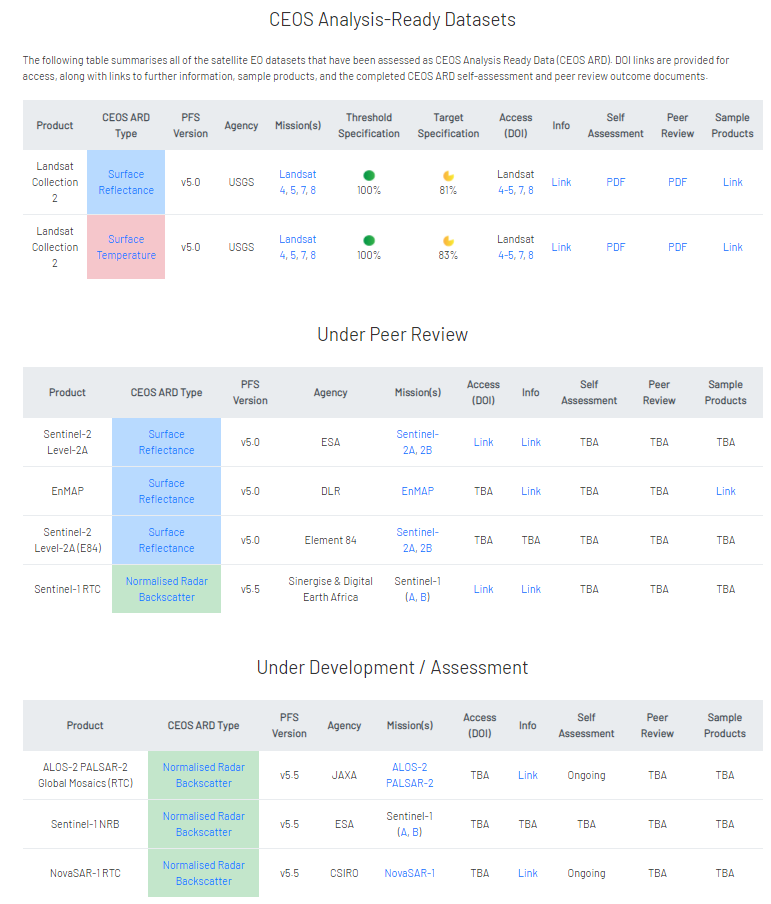 CEOS Analysis-Ready Datasets
The following table summarises all of the satellite EO datasets that have been assessed as CEOS Analysis Ready Data (CEOS ARD). DOI links are provided for
access, along with links to further information, sample products, and the completed CEOS ARD self-assessment and peer review outcome documents.
Product CEOS ARD Type PFS Version Agency Mission(s) Threshold Specification Target Specification Access (DOI) Info Self Assessment Peer Review Sample Products
Landsat Collection 2 Surface Reflectance v5.0 USGS Landsat 4, 5, 7, 8 100% 81% Landsat 4-5, 7, 8 Link PDF PDF Link
Landsat Collection 2 Surface Temperature v5.0 USGS Landsat 4, 5, 7, 8 100% 83% Landsat 4-5, 7, 8 Link PDF PDF Link
Under Peer Review
Product CEOS ARD Type PFS Version Agency Mission(s) Access (DOI) Info Self Assessment Peer Review Sample Products
Sentinel-2 Level-2A Surface Reflectance v5.0 ESA Sentinel-2A, 2B Link Link TBA TBA TBA
EnMAP Surface Reflectance v5.0 DLR EnMAP TBA Link TBA TBA Link
Sentinel-2 Level-2A (E84) Surface Reflectance v5.0 Element 84 Sentinel-2A, 2B TBA TBA TBA TBA TBA
Sentinel-1 RTC Normalised Radar Backscatter v5.5 Sinergise & Digital Earth Africa Sentinel-1 (A, B) Link Link TBA TBA TBA
Under Development / Assessment
Product CEOS ARD Type PFS Version Agency Mission(s) Access (DOI) Info Self Assessment Peer Review Sample Products
ALOS-2 PALSAR-2 Global Mosaics (RTC) Normalised Radar Backscatter v5.5 JAXA ALOS-2 PALSAR-2 TBA Link Ongoing TBA TBA
Sentinel-1 NRB Normalised Radar Backscatter v5.5 ESA Sentinel-1 (A, B) TBA TBA TBA TBA TBA
NovaSAR-1 RTC Normalised Radar Backscatter v5.5 CSIRO NovaSAR-1 TBA Link Ongoing TBA TBA